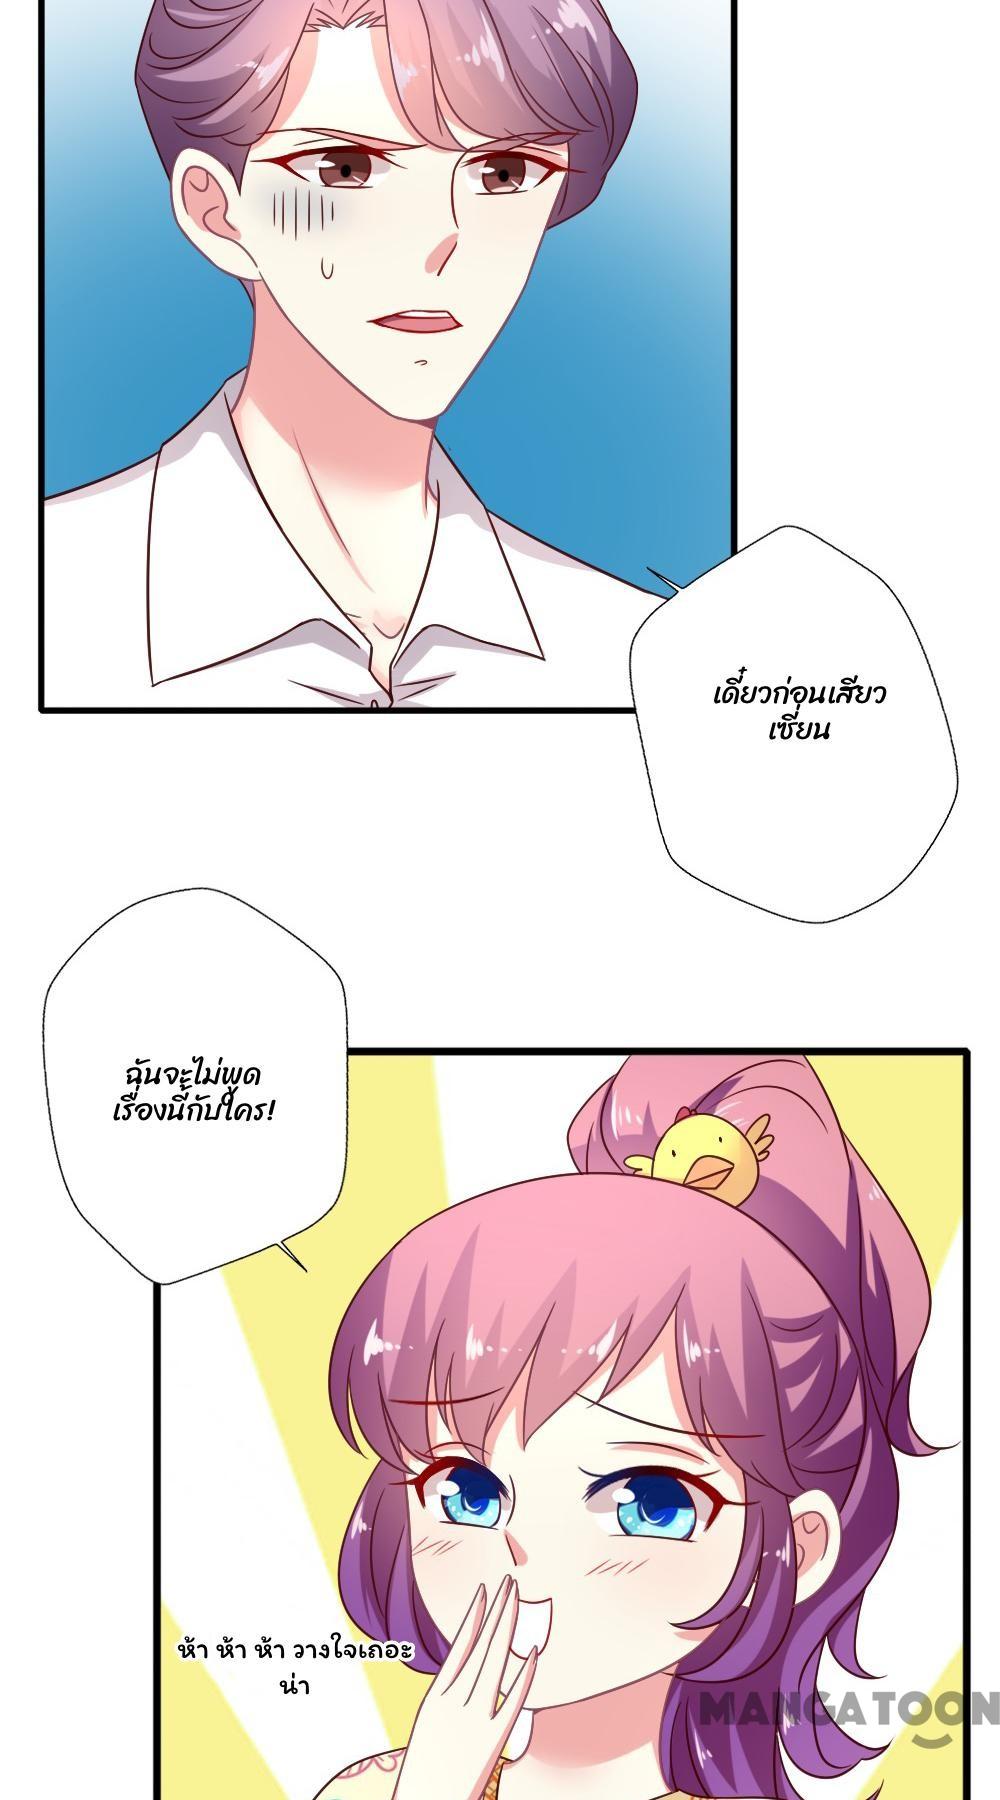 เดี๋ยวก่อนเสียว
เซี่ยน
ฉันจะไม่พูด
เรื่องนี้กับใคร!
ห้า ห้า ห้า วางใจเถอะ
น่า
MANGATOON